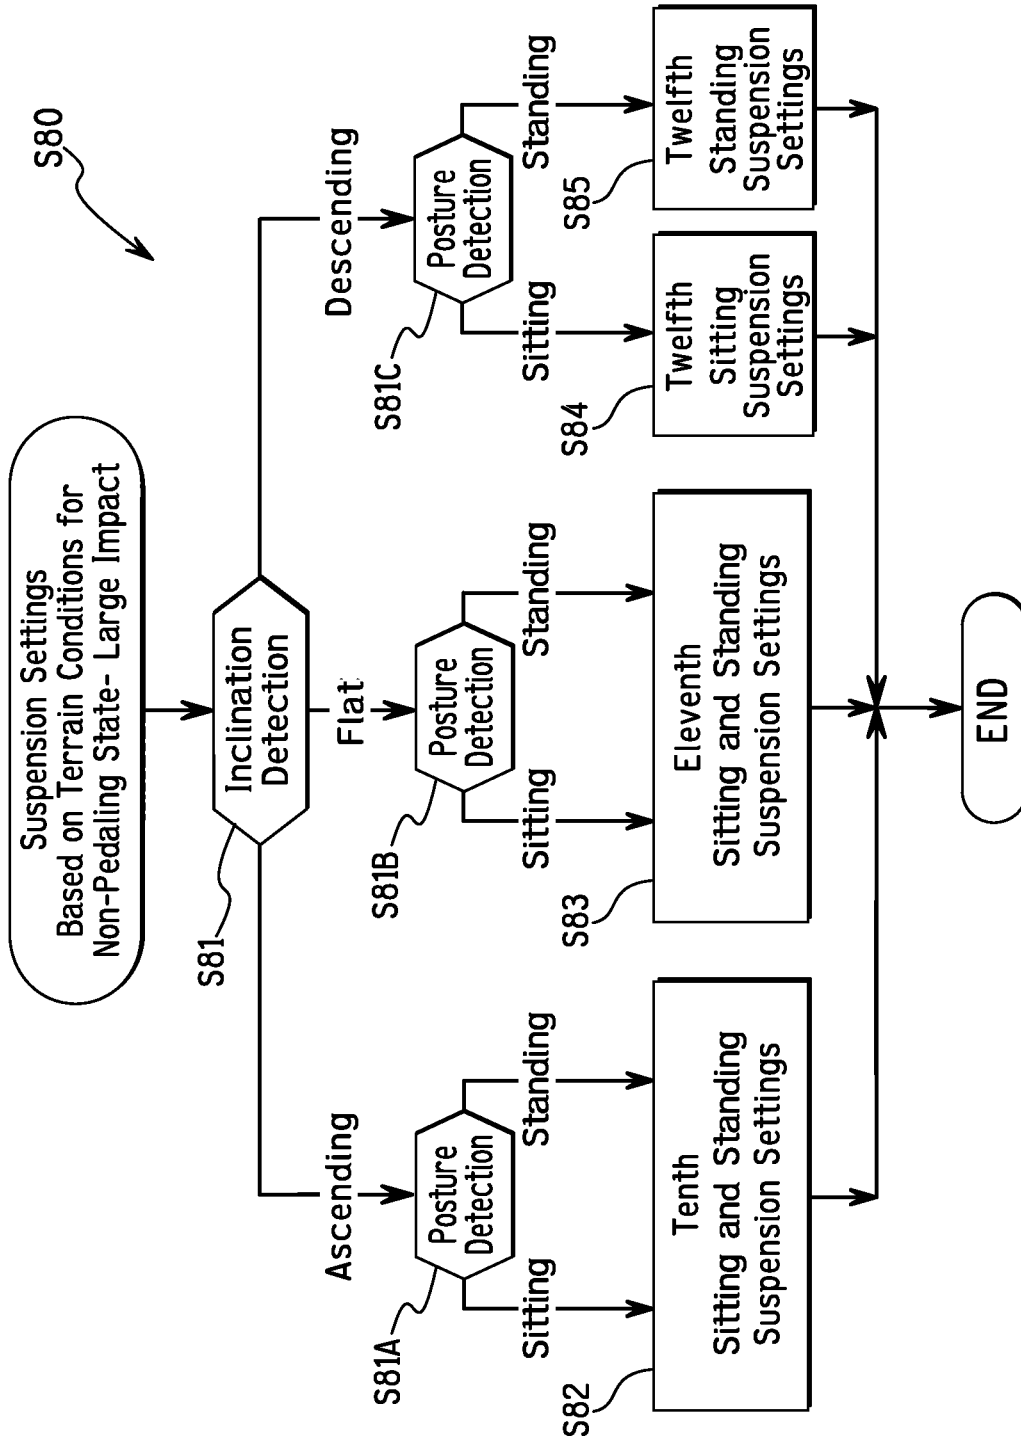 S80
Suspension Settings
Based on Terrain Conditions for
Non-Pedaling State- Large Impact
S81
Inclination
Detection
Ascending
Flat
Descending
S81A
Posture
Detection
S81B
Posture
Detection
S81C
Posture
Detection
Sitting
Standing
Sitting
Standing
Sitting
Standing
S82
Tenth
Sitting and Standing
Suspension Settings
S83
Eleventh
Sitting and Standing
Suspension Settings
S84
Twelfth
Sitting
Suspension
Settings
S85
Twelfth
Standing
Suspension
Settings
END